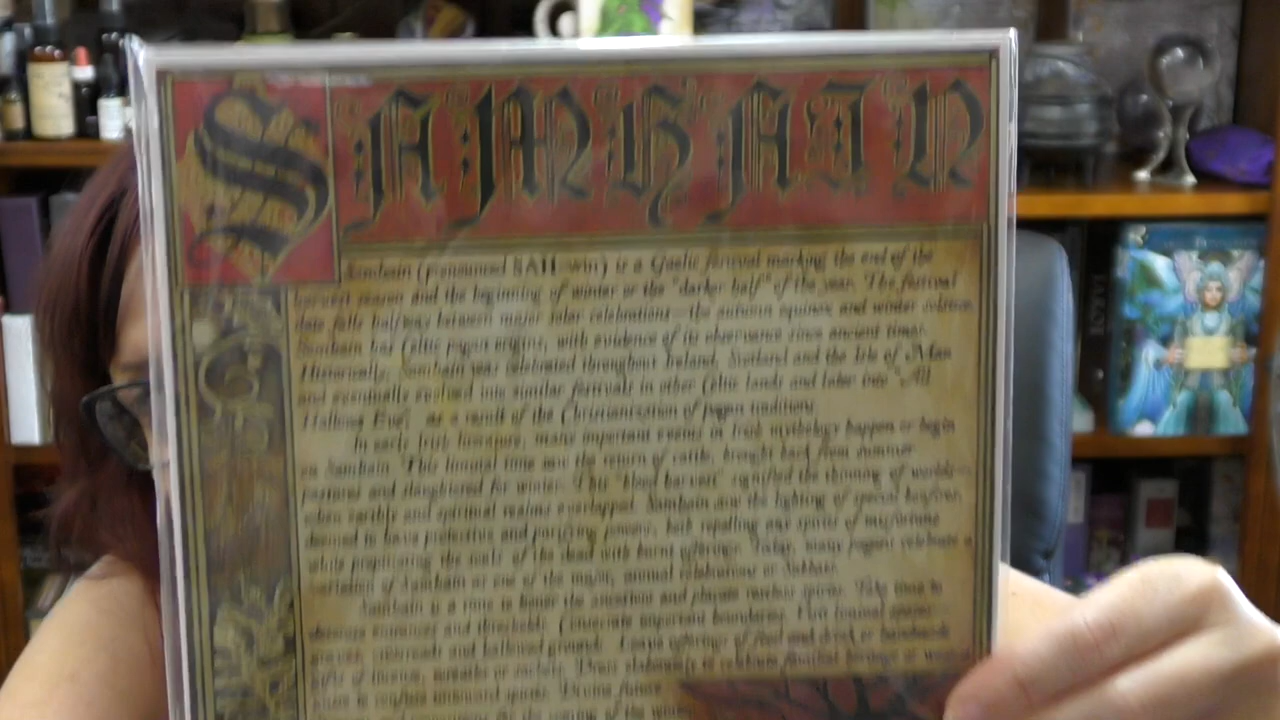 SAMHAIN
Samhain (pronounced SAH-win) is a Gaelic festival marking the end of the
harvest season and the beginning of winter or the "darker half" of the year. The festival
date falls halfway between major solar celebrations—the autumn equinox and winter solstice.
Samhain has Celtic pagan origins, with evidence of its observance since ancient times.
Historically, Samhain was celebrated throughout Ireland, Scotland and the Isle of Man
and eventually evolved into similar festivals in other Celtic lands and later into "All
Hallows Eve," as a result of the Christianization of pagan traditions.
In early Irish literature, many important events in Irish mythology happen or begin
on Samhain. This liminal time saw the return of cattle, brought back from summer
pastures and slaughtered for winter. This "blood harvest" signified the thinning of worlds—
when earthly and spiritual realms overlapped. Samhain saw the lighting of special bonfires
deemed to have protective and purifying powers, both repelling any spirits of misfortune
while propitiating the souls of the dead with burnt offerings. Today, many pagans celebrate a
variation of Samhain as one of the major, annual celebrations or Sabbats.
Samhain is a time to honor the ancestors and placate nature spirits. Take time to
entrances and thresholds. Consecrate important boundaries. Visit liminal spaces—
crossroads and hallowed ground. Leave offerings of food and drink or handmade
gifts of